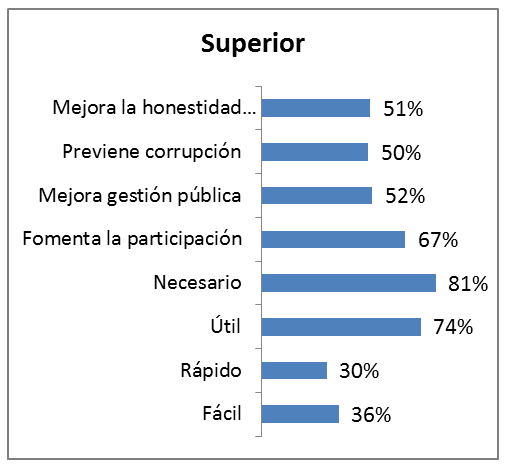 Superior
Mejora la honestidad... 51%
Previene corrupción 50%
Mejora gestión pública 52%
Fomenta la participación 67%
Necesario 81%
Útil 74%
Rápido 30%
Fácil 36%